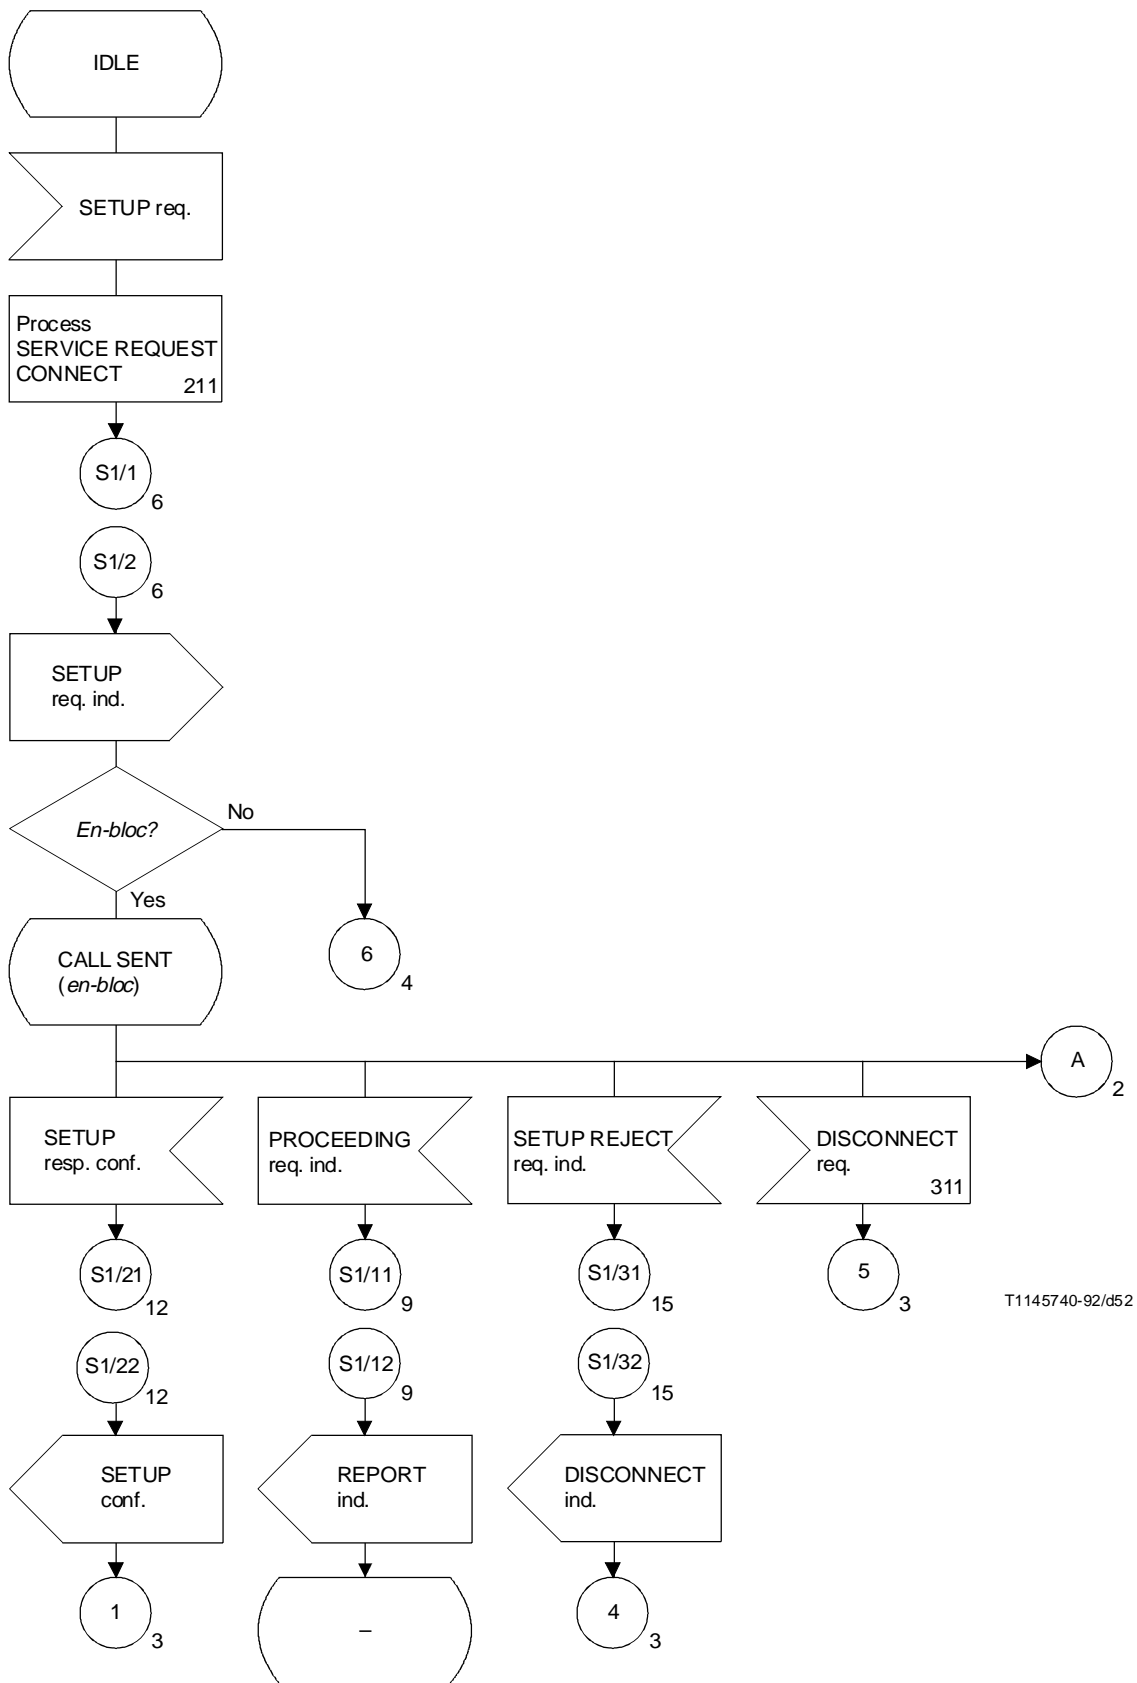 IDLE
SETUP req.
Process
SERVICE REQUEST
CONNECT
211
S1/1
6
S1/2
6
SETUP
req. ind.
En-bloc?
No
Yes
CALL SENT
(en-bloc)
6
4
A
2
SETUP
resp. conf.
PROCEEDING
req. ind.
SETUP REJECT
req. ind.
DISCONNECT
req.
311
S1/21
12
S1/11
9
S1/31
15
5
3
T1145740-92/d52
S1/22
12
S1/12
9
S1/32
15
SETUP
conf.
REPORT
ind.
DISCONNECT
ind.
1
3
–
4
3